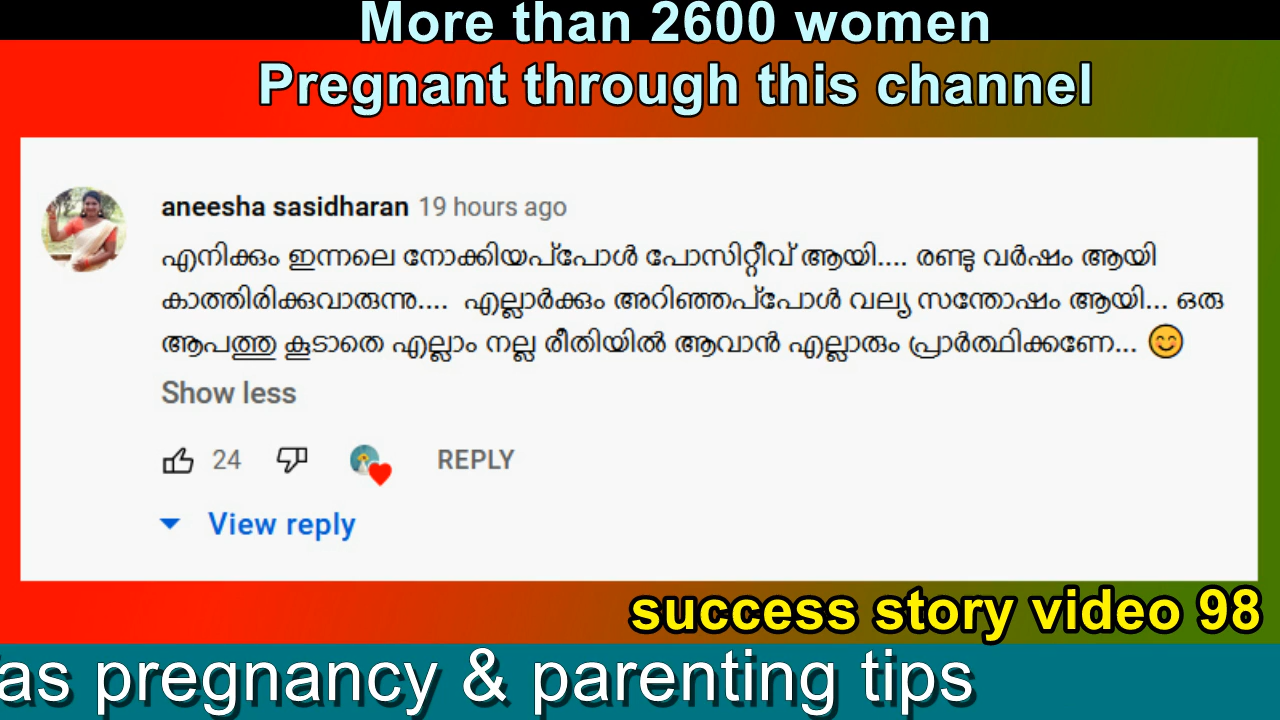 More than 2600 women
Pregnant through this channel
aneesha sasidharan 19 hours ago
എനിക്കും ഇന്നലെ നോക്കിയപ്പോൾ പോസിറ്റീവ് ആയി.... രണ്ടു വർഷം ആയി
കാത്തിരിക്കുവാരുന്നു.... എല്ലാർക്കും അറിഞ്ഞപ്പോൾ വല്യ സന്തോഷം ആയി... ഒരു
ആപത്തു കൂടാതെ എല്ലാം നല്ല രീതിയിൽ ആവാൻ എല്ലാരും പ്രാർത്ഥിക്കണേ... 😊
Show less
24 REPLY
View reply
success story video 98
as pregnancy & parenting tips